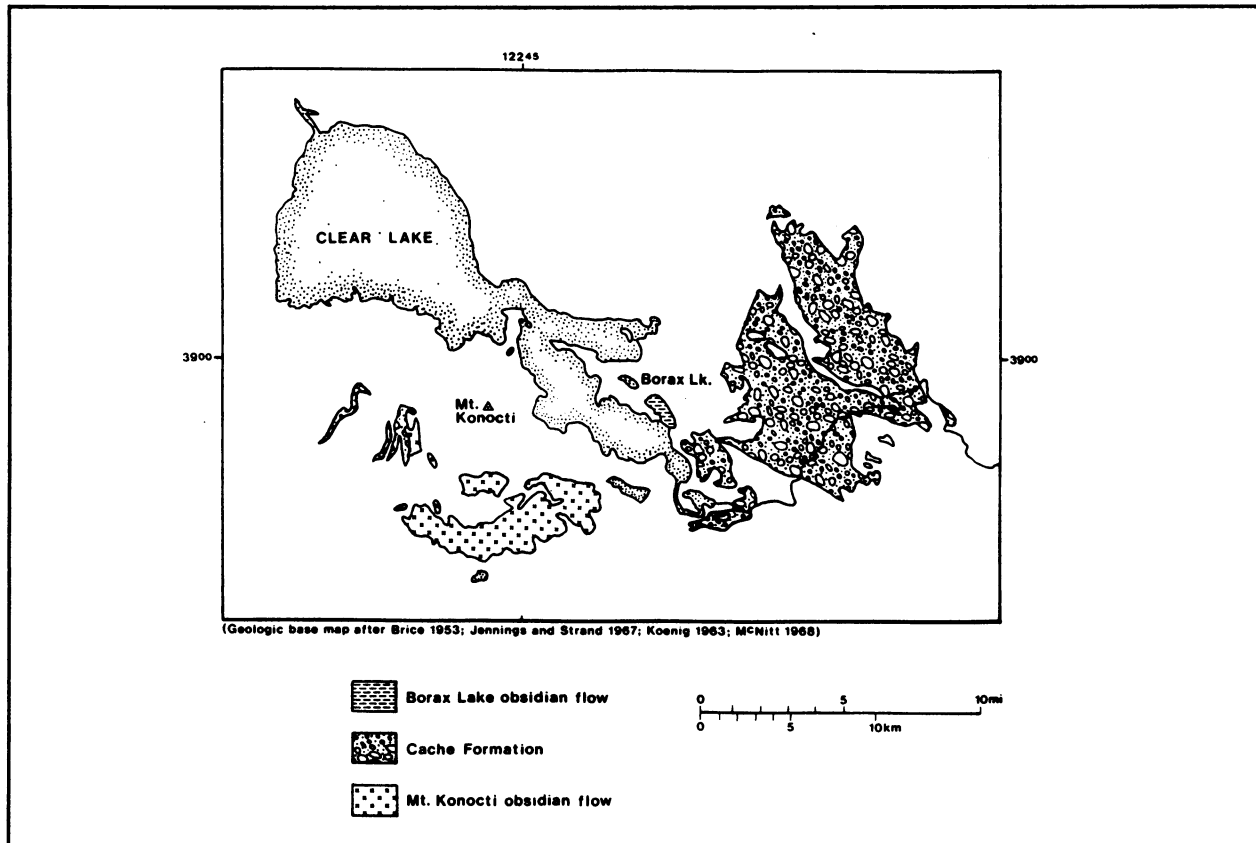 12245
CLEAR LAKE
3900
3900
Borax Lk.
Mt.
Konocti
(Geologic base map after Brice 1953; Jennings and Strand 1967; Koenig 1963; McNitt 1968)
Borax Lake obsidian flow
Cache Formation
Mt. Konocti obsidian flow
0 5 10mi
0 5 10km